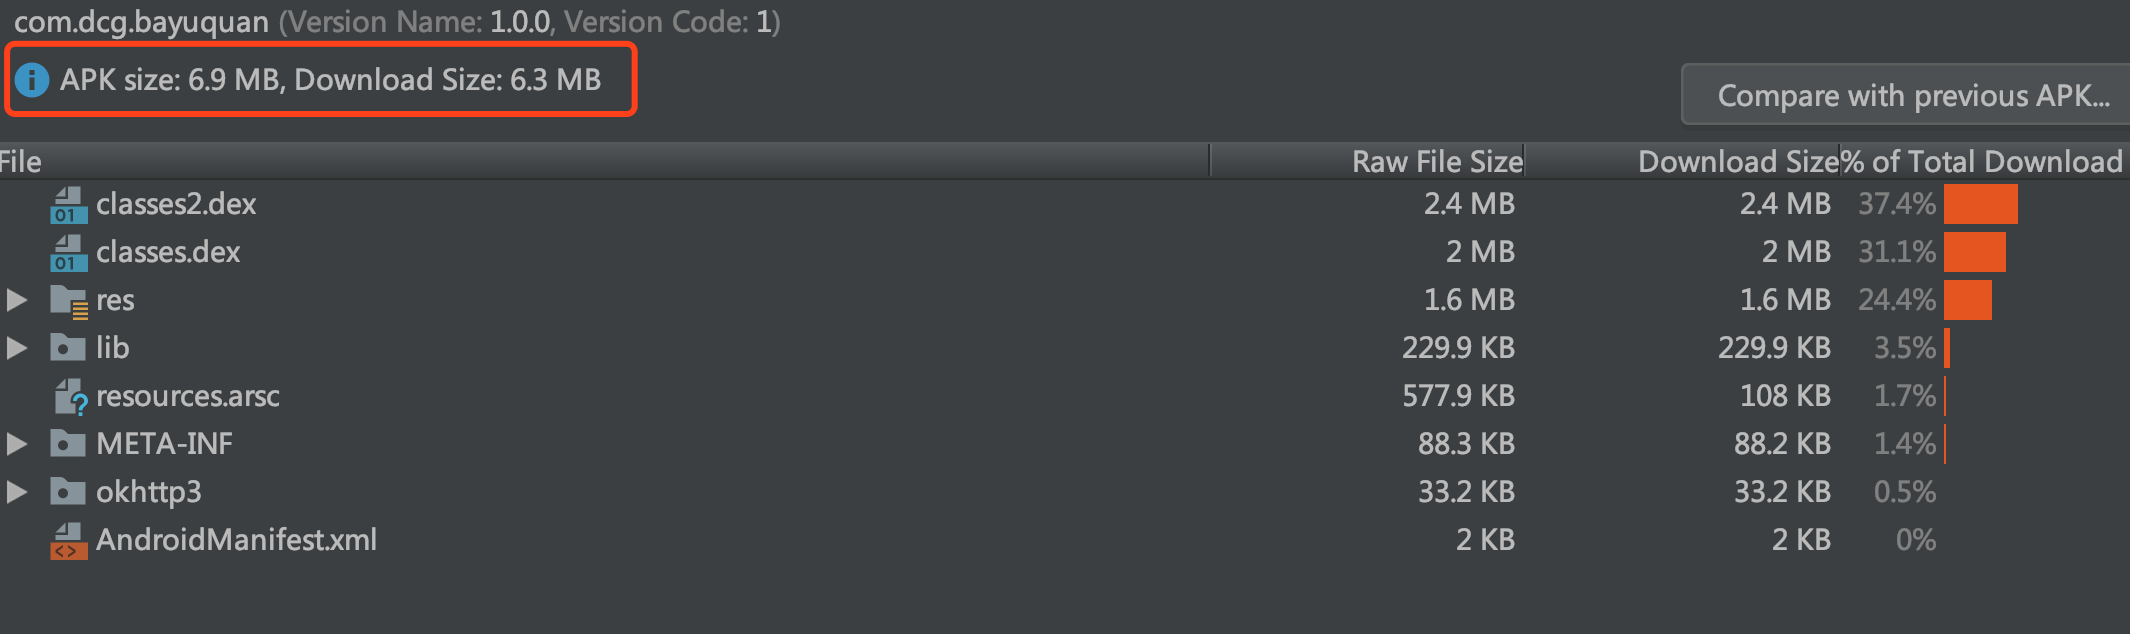 com.dcg.bayuquan (Version Name: 1.0.0, Version Code: 1)
APK size: 6.9 MB, Download Size: 6.3 MB
Compare with previous APK...
File Raw File Size Download Size % of Total Download
classes2.dex 2.4 MB 2.4 MB 37.4%
classes.dex 2 MB 2 MB 31.1%
res 1.6 MB 1.6 MB 24.4%
lib 229.9 KB 229.9 KB 3.5%
resources.arsc 577.9 KB 108 KB 1.7%
META-INF 88.3 KB 88.2 KB 1.4%
okhttp3 33.2 KB 33.2 KB 0.5%
AndroidManifest.xml 2 KB 2 KB 0%